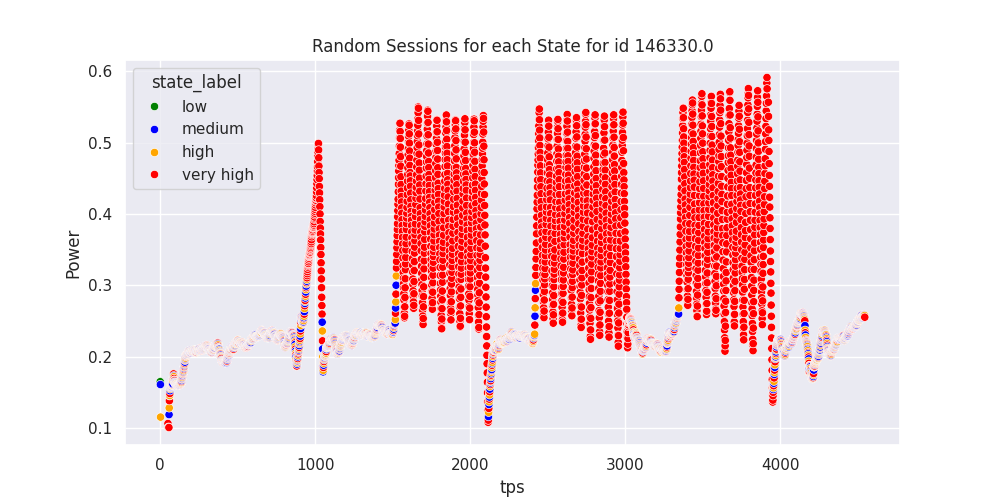 Random Sessions for each State for id 146330.0
state_label
low
medium
high
very high
Power
0.6
0.5
0.4
0.3
0.2
0.1
0 1000 2000 3000 4000
tps